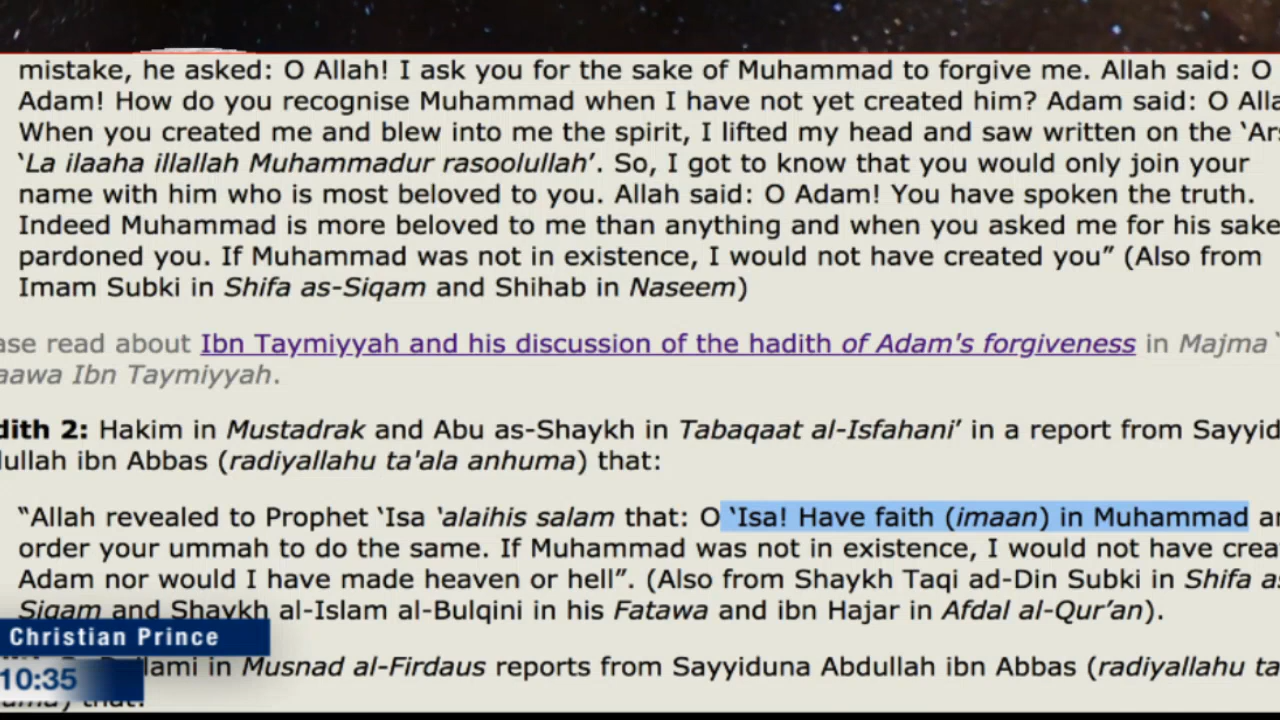 mistake, he asked: O Allah! I ask you for the sake of Muhammad to forgive me. Allah said: O
Adam! How do you recognise Muhammad when I have not yet created him? Adam said: O Alla
When you created me and blew into me the spirit, I lifted my head and saw written on the ‘Ars
‘La ilaaha illallah Muhammadur rasoolullah’. So, I got to know that you would only join your
name with him who is most beloved to you. Allah said: O Adam! You have spoken the truth.
Indeed Muhammad is more beloved to me than anything and when you asked me for his sake
pardoned you. If Muhammad was not in existence, I would not have created you” (Also from
Imam Subki in Shifa as-Siqam and Shihab in Naseem)
ase read about Ibn Taymiyyah and his discussion of the hadith of Adam's forgiveness in Majma ‘
aawa Ibn Taymiyyah.
dith 2: Hakim in Mustadrak and Abu as-Shaykh in Tabaqaat al-Isfahani’ in a report from Sayyid
dullah ibn Abbas (radiyallahu ta'ala anhuma) that:
“Allah revealed to Prophet ‘Isa ‘alaihis salam that: O ‘Isa! Have faith (imaan) in Muhammad an
order your ummah to do the same. If Muhammad was not in existence, I would not have crea
Adam nor would I have made heaven or hell”. (Also from Shaykh Taqi ad-Din Subki in Shifa as
Siqam and Shaykh al-Islam al-Bulqini in his Fatawa and ibn Hajar in Afdal al-Qur’an).
Christian Prince
in Musnad al-Firdaus reports from Sayyiduna Abdullah ibn Abbas (radiyallahu ta
10:35
that: